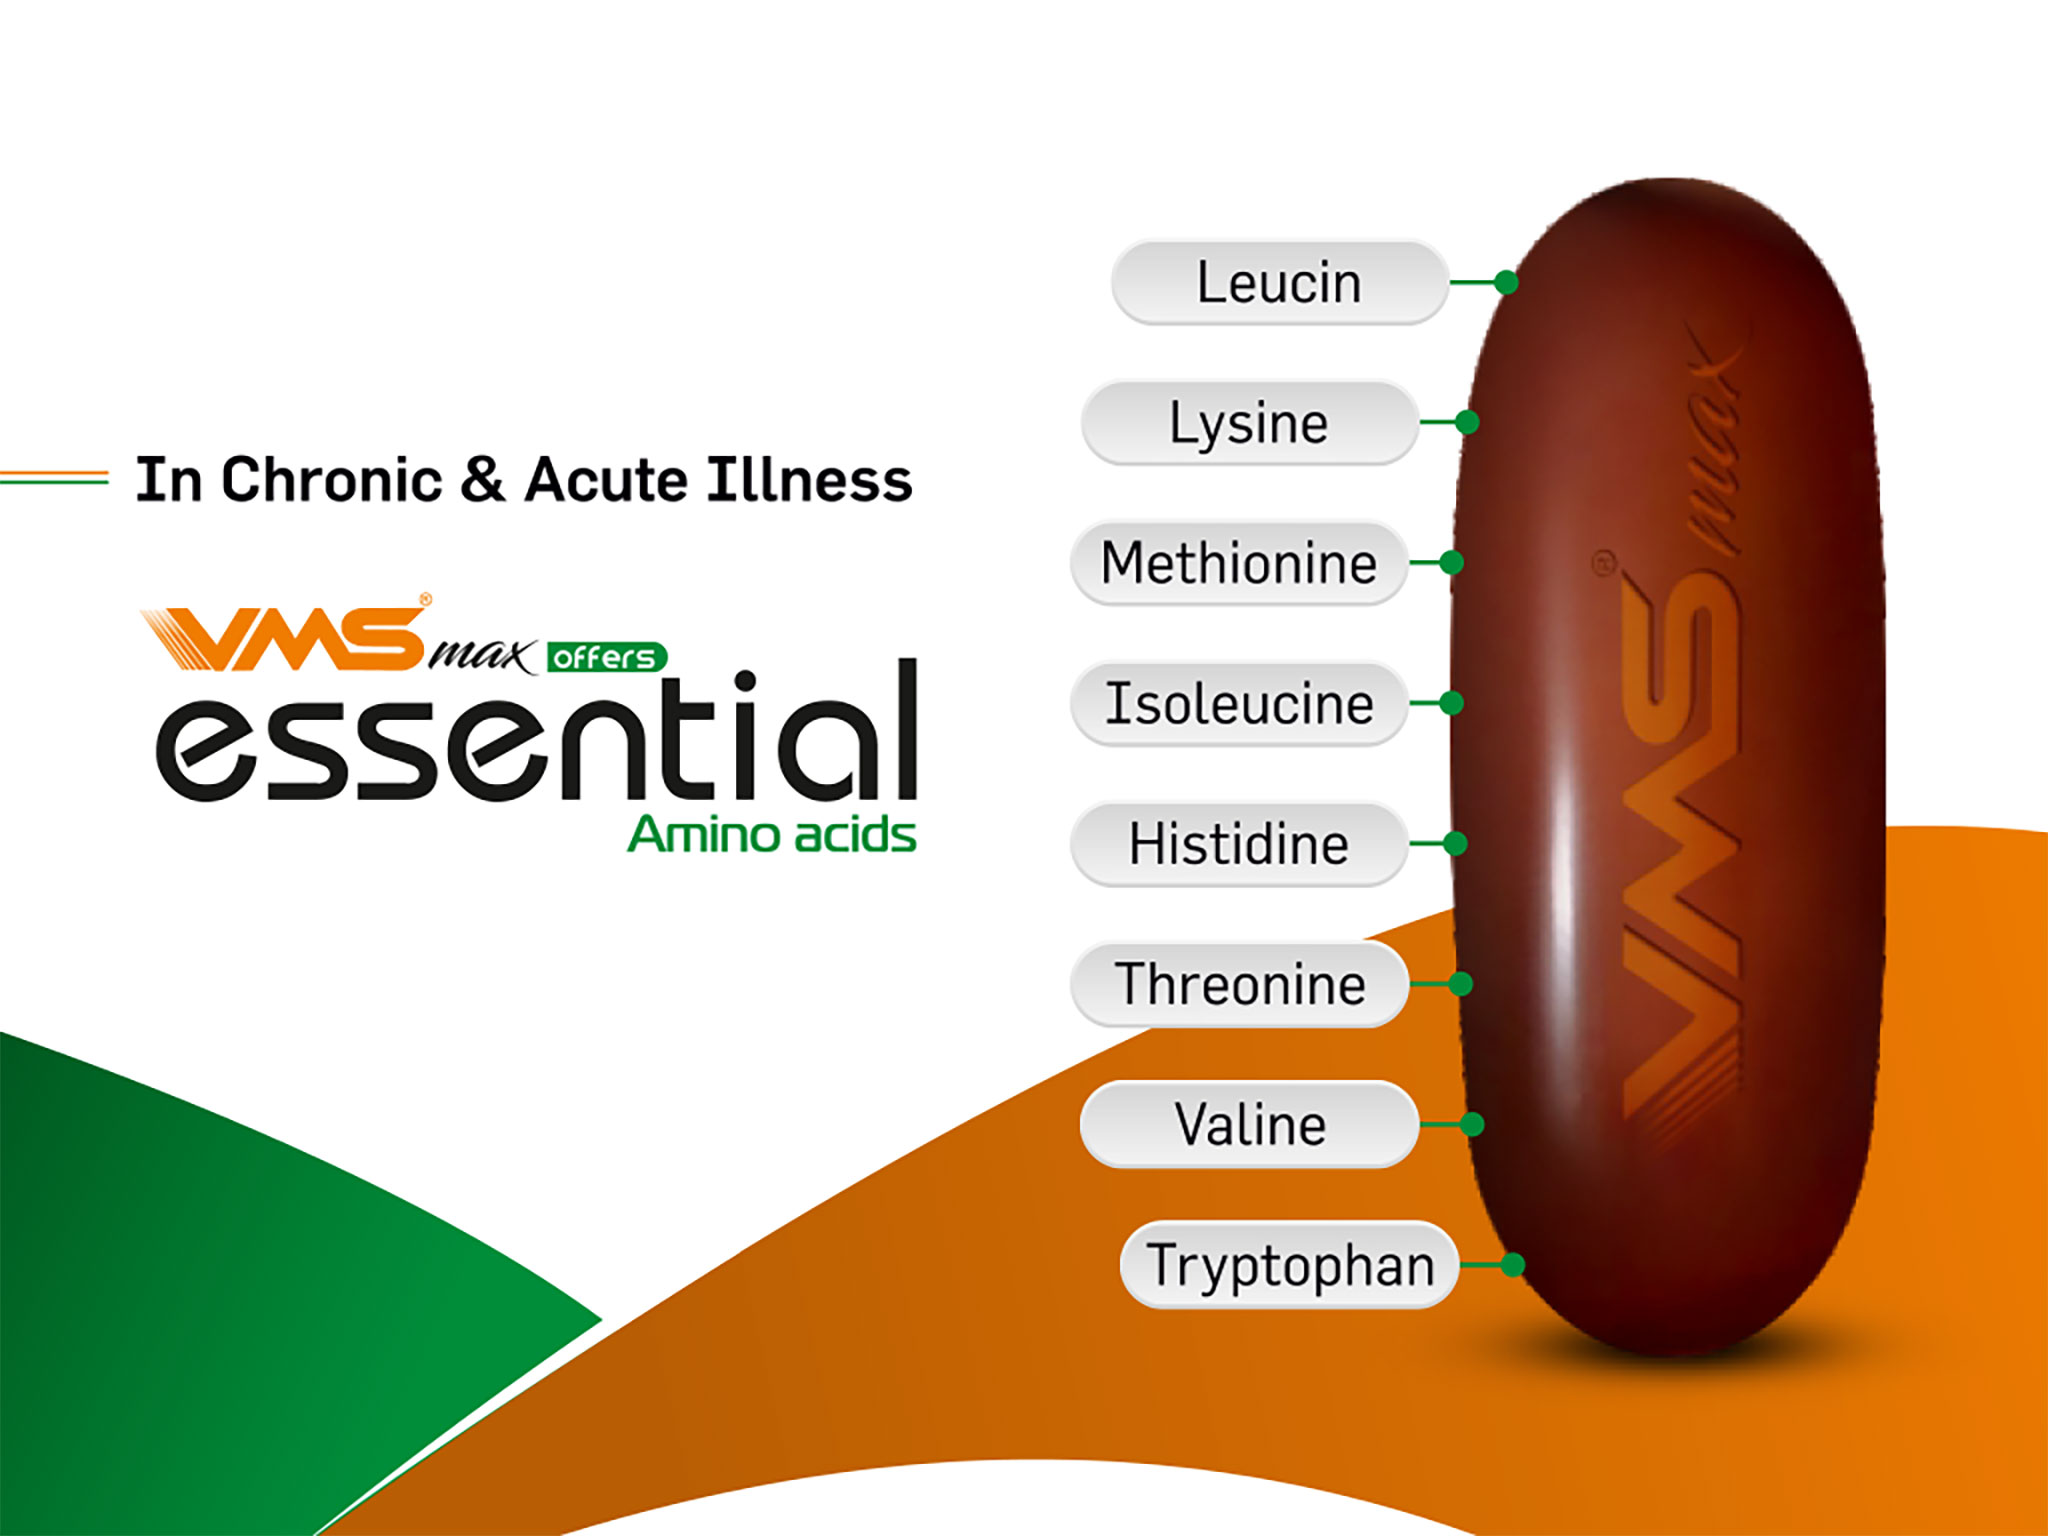 In Chronic & Acute Illness
VMS® max offers
essential
Amino acids
Leucin
Lysine
Methionine
Isoleucine
Histidine
Threonine
Valine
Tryptophan
VMS® max